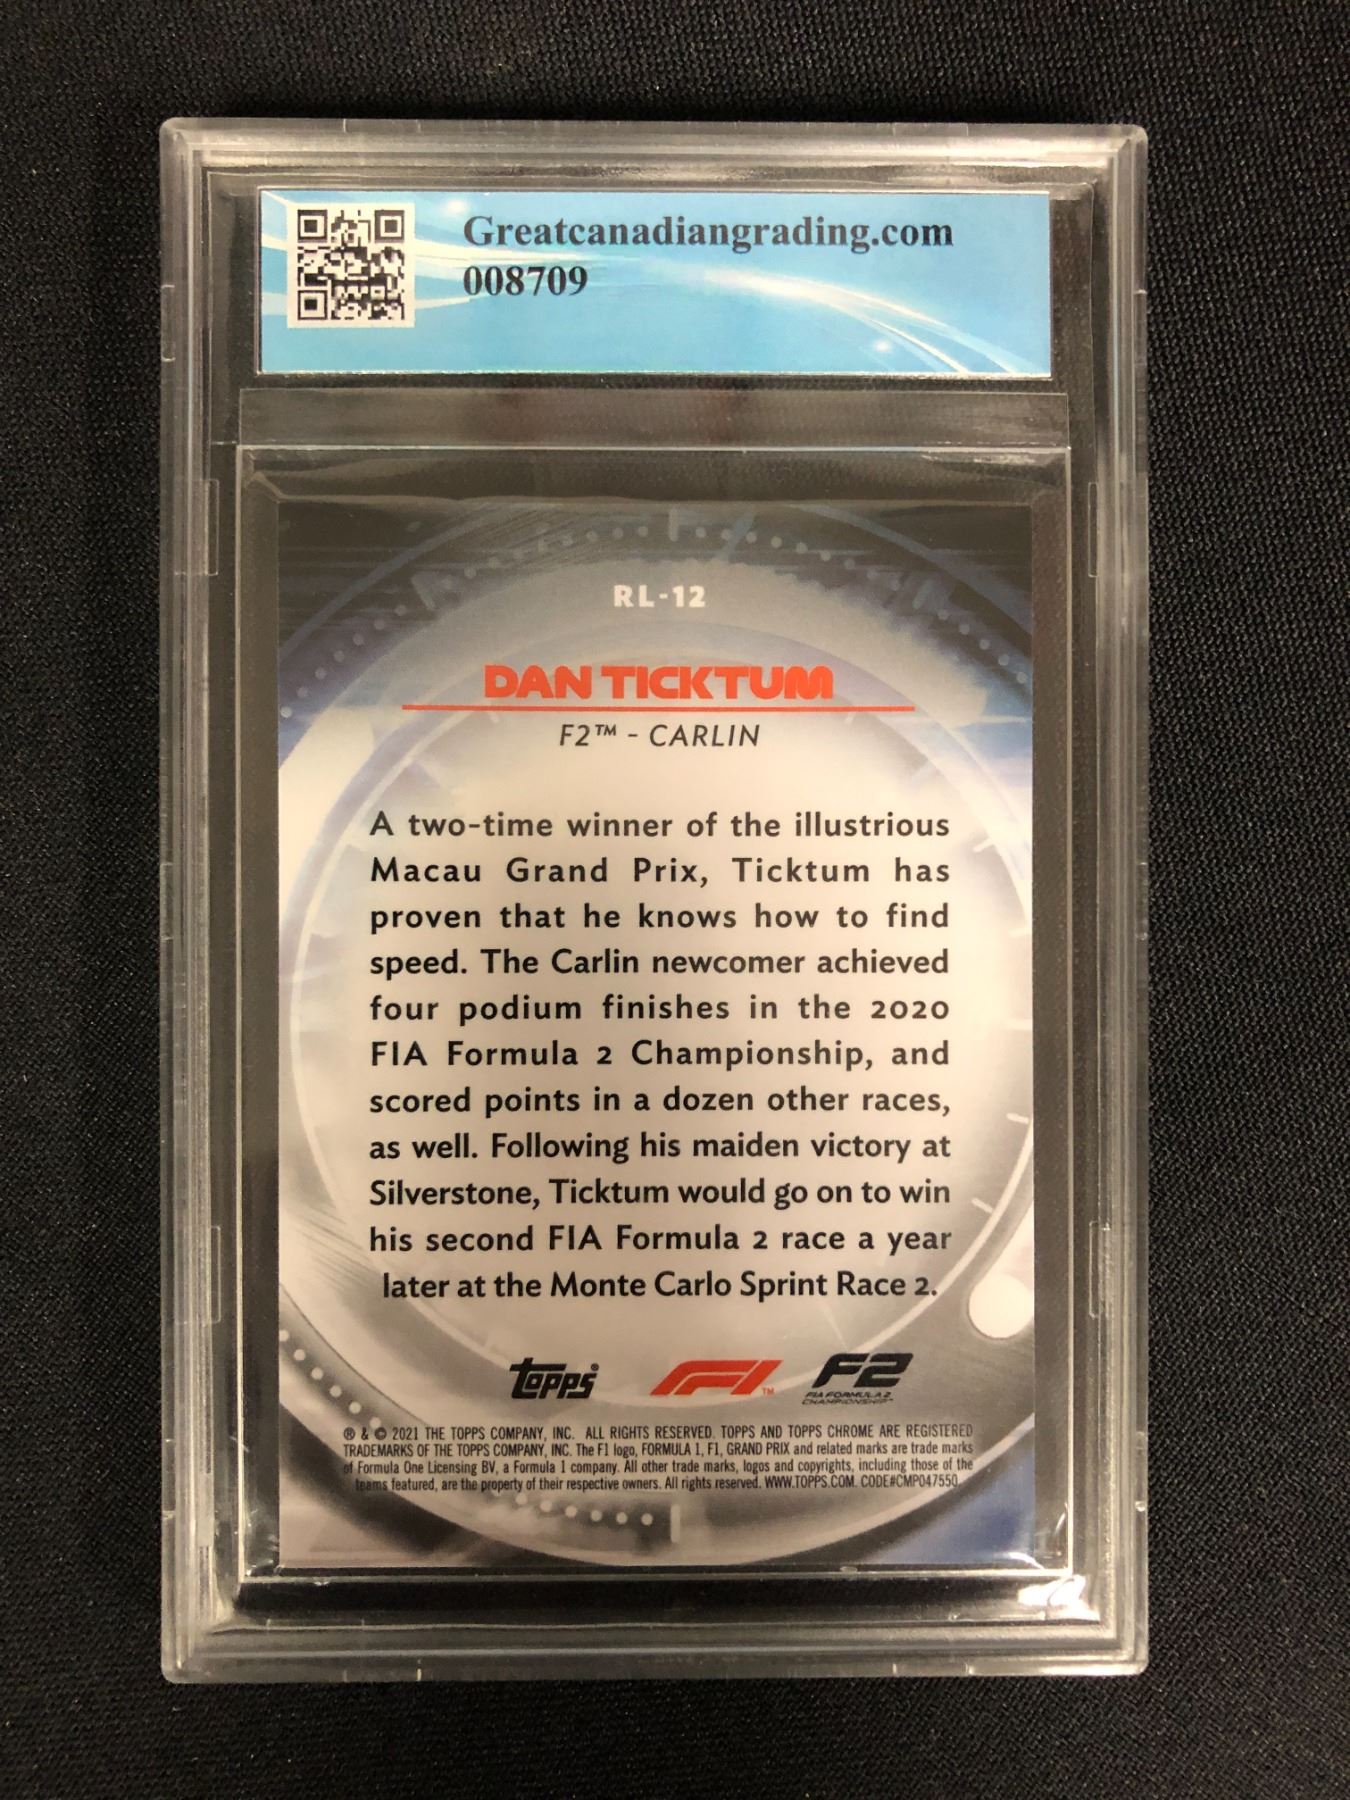 Greatcanadiangrading.com
008709
RL-12
DAN TICKTUM
F2™ - CARLIN
A two-time winner of the illustrious
Macau Grand Prix, Ticktum has
proven that he knows how to find
speed. The Carlin newcomer achieved
four podium finishes in the 2020
FIA Formula 2 Championship, and
scored points in a dozen other races,
as well. Following his maiden victory at
Silverstone, Ticktum would go on to win
his second FIA Formula 2 race a year
later at the Monte Carlo Sprint Race 2.
topps® F1™ F2
FIA FORMULA 2
CHAMPIONSHIP™
® & © 2021 THE TOPPS COMPANY, INC. ALL RIGHTS RESERVED. TOPPS AND TOPPS CHROME ARE REGISTERED
TRADEMARKS OF THE TOPPS COMPANY, INC. The F1 logo, FORMULA 1, F1, GRAND PRIX and related marks are trade marks
of Formula One Licensing BV, a Formula 1 company. All other trade marks, logos and copyrights, including those of the
teams featured, are the property of their respective owners. All rights reserved. WWW.TOPPS.COM. CODE#CMP047550